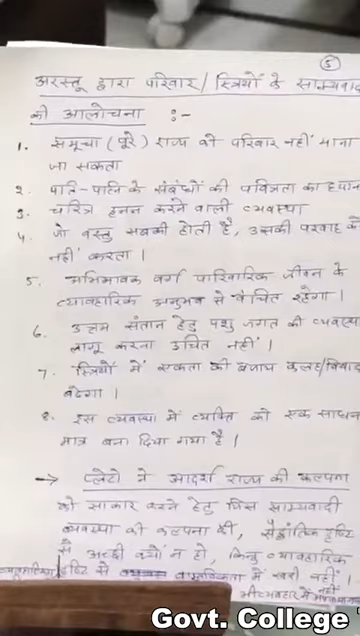 5
अरस्तू द्वारा परिवार/स्त्रियों के साम्यवाद
की आलोचना :-
1. समूचा (पूरे) राज्य को परिवार नहीं माना
जा सकता
2. पति-पत्नि के संबंधों की पवित्रता का
3. चरित्र हनन करने वाली व्यवस्था
4. जो वस्तु सबकी होती है, उसकी परवाह
नहीं करता।
5. अभिभावक वर्ग पारिवारिक जीवन के
व्यावहारिक अनुभव से वंचित रहेगा।
6. उत्तम संतान हेतु पशु जगत की
लागू करना उचित नहीं।
7. स्त्रियों में एकता की बजाय कलह/विवाद
बढेगा।
8. इस व्यवस्था में व्यक्ति को एक साधन
मात्र बना दिया गया है।
→ प्लेटो ने आदर्श राज्य की कल्पना
को साकार करने हेतु जिस साम्यवादी
व्यवस्था की कल्पना की, सैद्धांतिक दृष्टि
से अच्छी क्यों न हो, किन्तु व्यावहारिक
दृष्टि से वास्तविकता में नहीं।
Govt. College